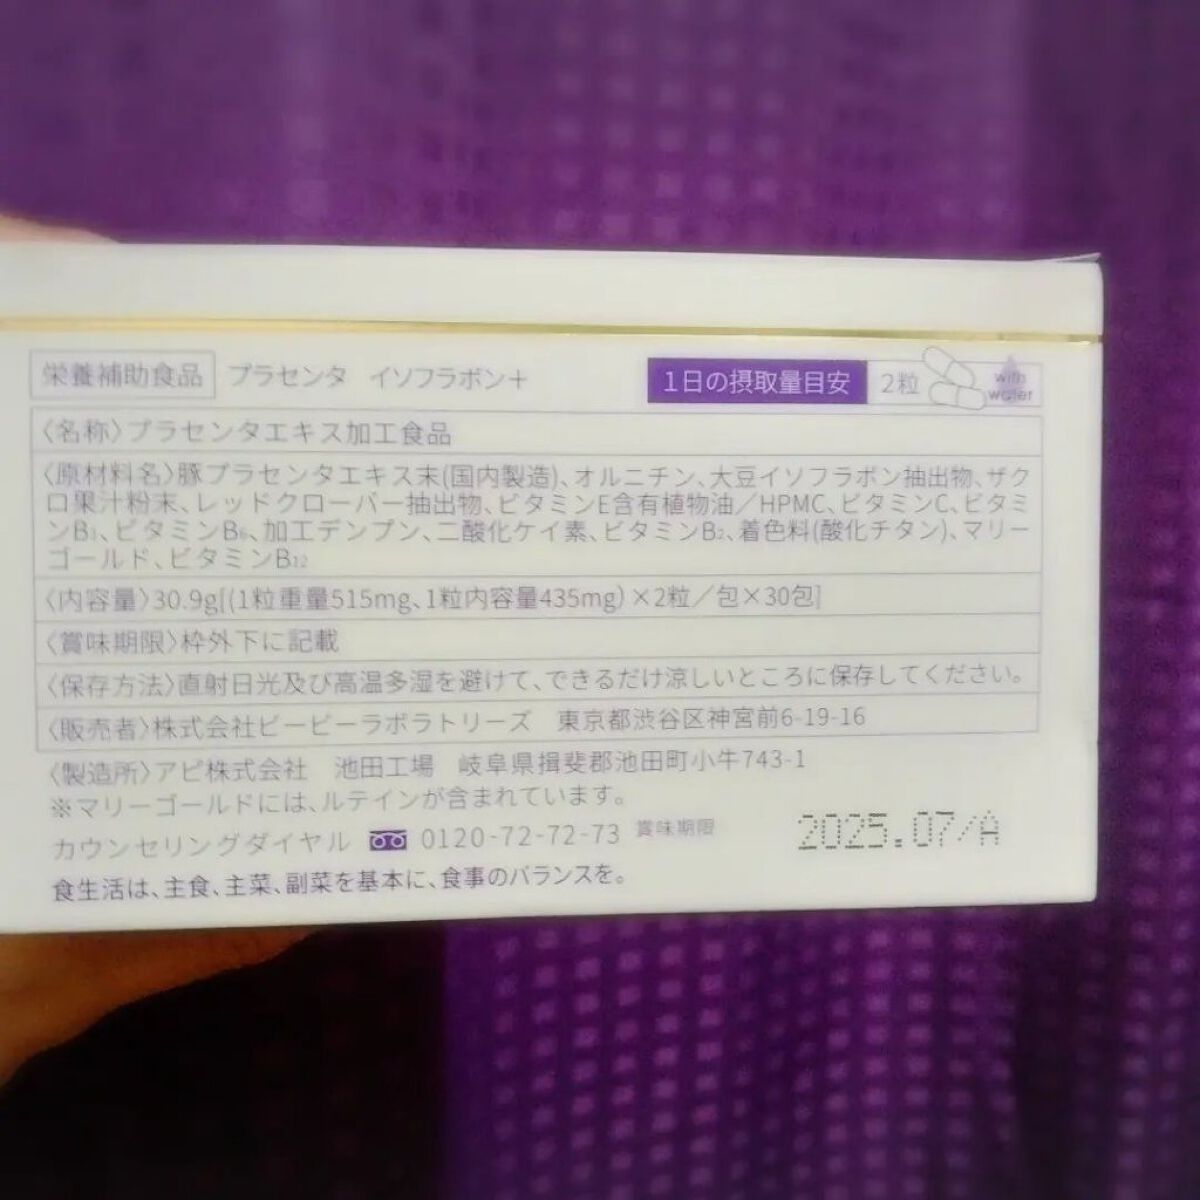 栄養補助食品 プラセンタ イソフラボン＋ 1日の摂取量目安 2粒 with water
〈名称〉プラセンタエキス加工食品
〈原材料名〉豚プラセンタエキス末(国内製造)、オルニチン、大豆イソフラボン抽出物、ザク
ロ果汁粉末、レッドクローバー抽出物、ビタミンE含有植物油／HPMC、ビタミンC、ビタミ
ンB₁、ビタミンB₆、加工デンプン、二酸化ケイ素、ビタミンB₂、着色料(酸化チタン)、マリー
ゴールド、ビタミンB₁₂
〈内容量〉30.9g[(1粒重量515mg、1粒内容量435mg)×2粒／包×30包]
〈賞味期限〉枠外下に記載
〈保存方法〉直射日光及び高温多湿を避けて、できるだけ涼しいところに保存してください。
〈販売者〉株式会社ビービーラボラトリーズ 東京都渋谷区神宮前6-19-16
〈製造所〉アピ株式会社 池田工場 岐阜県揖斐郡池田町小牛743-1
※マリーゴールドには、ルテインが含まれています。
カウンセリングダイヤル 0120-72-72-73 賞味期限 2025.07/A
食生活は、主食、主菜、副菜を基本に、食事のバランスを。